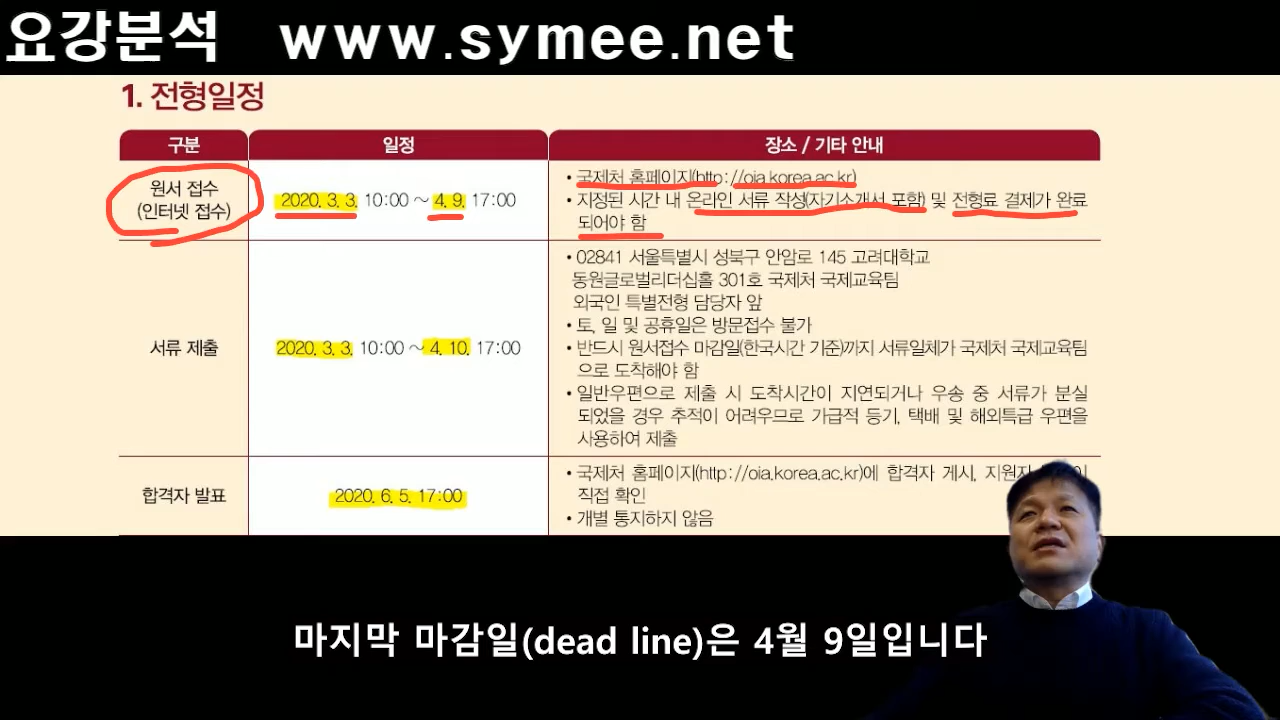 요강분석 www.symee.net
1. 전형일정
구분 일정 장소 / 기타 안내
원서 접수
(인터넷 접수)
2020. 3. 3. 10:00 ~ 4. 9. 17:00
• 국제처 홈페이지(http://oia.korea.ac.kr)
• 지정된 시간 내 온라인 서류 작성(자기소개서 포함) 및 전형료 결제가 완료
되어야 함
서류 제출
2020. 3. 3. 10:00 ~ 4. 10. 17:00
• 02841 서울특별시 성북구 안암로 145 고려대학교
동원글로벌리더십홀 301호 국제처 국제교육팀
외국인 특별전형 담당자 앞
• 토, 일 및 공휴일은 방문접수 불가
• 반드시 원서접수 마감일(한국시간 기준)까지 서류일체가 국제처 국제교육팀
으로 도착해야 함
• 일반우편으로 제출 시 도착시간이 지연되거나 우송 중 서류가 분실
되었을 경우 추적이 어려우므로 가급적 등기, 택배 및 해외특급 우편을
사용하여 제출
합격자 발표
2020. 6. 5. 17:00
• 국제처 홈페이지(http://oia.korea.ac.kr)에 합격자 게시, 지원자
직접 확인
• 개별 통지하지 않음
마지막 마감일(dead line)은 4월 9일입니다